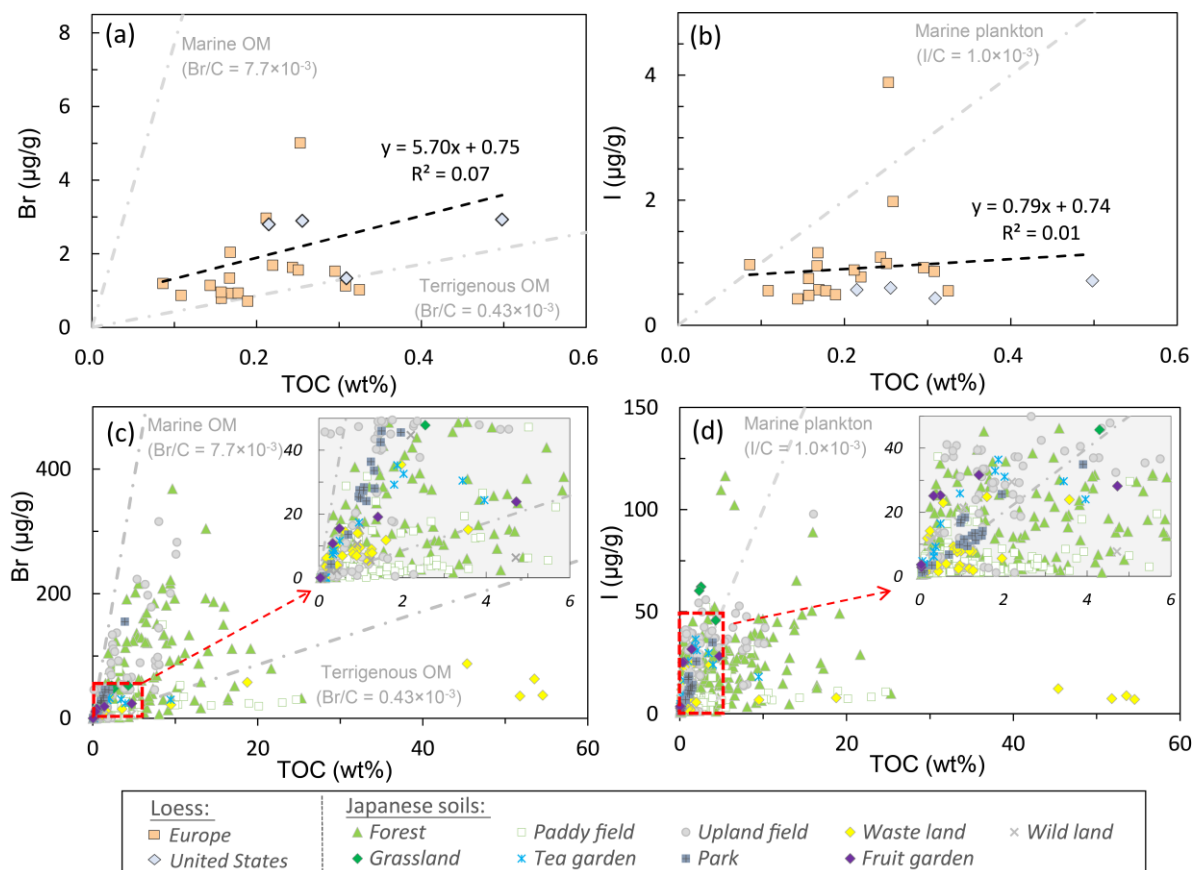 (a)
Marine OM
(Br/C = 7.7×10⁻³)
y = 5.70x + 0.75
R² = 0.07
Terrigenous OM
(Br/C = 0.43×10⁻³)
Br (µg/g)
8
6
4
2
0
0.0 0.2 0.4 0.6
TOC (wt%)
(b)
Marine plankton
(I/C = 1.0×10⁻³)
y = 0.79x + 0.74
R² = 0.01
I (µg/g)
4
2
0
0.0 0.2 0.4 0.6
TOC (wt%)
(c)
Marine OM
(Br/C = 7.7×10⁻³)
40
20
0
0 2 4 6
Terrigenous OM
(Br/C = 0.43×10⁻³)
Br (µg/g)
400
200
0
0 20 40 60
TOC (wt%)
(d)
Marine plankton
(I/C = 1.0×10⁻³)
40
20
0
0 2 4 6
I (µg/g)
150
100
50
0
0 20 40 60
TOC (wt%)
Loess:
Europe
United States
Japanese soils:
Forest Paddy field Upland field Waste land Wild land
Grassland Tea garden Park Fruit garden